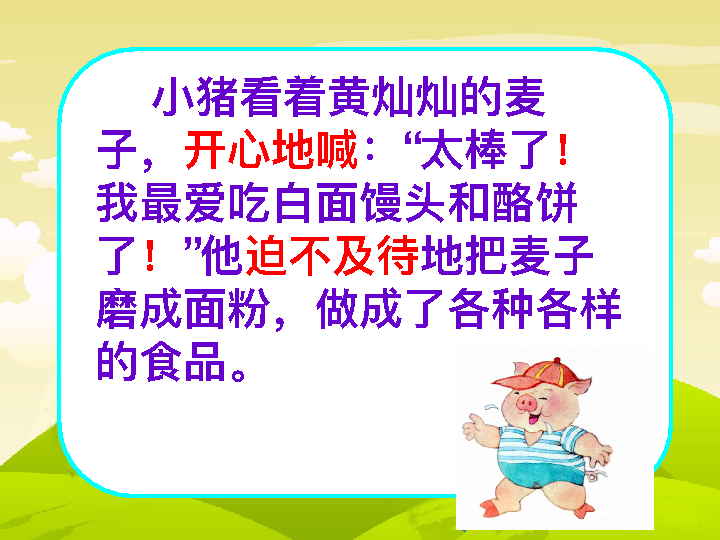 小猪看着黄灿灿的麦
子，开心地喊：“太棒了！
我最爱吃白面馒头和酪饼
了！”他迫不及待地把麦子
磨成面粉，做成了各种各样
的食品。